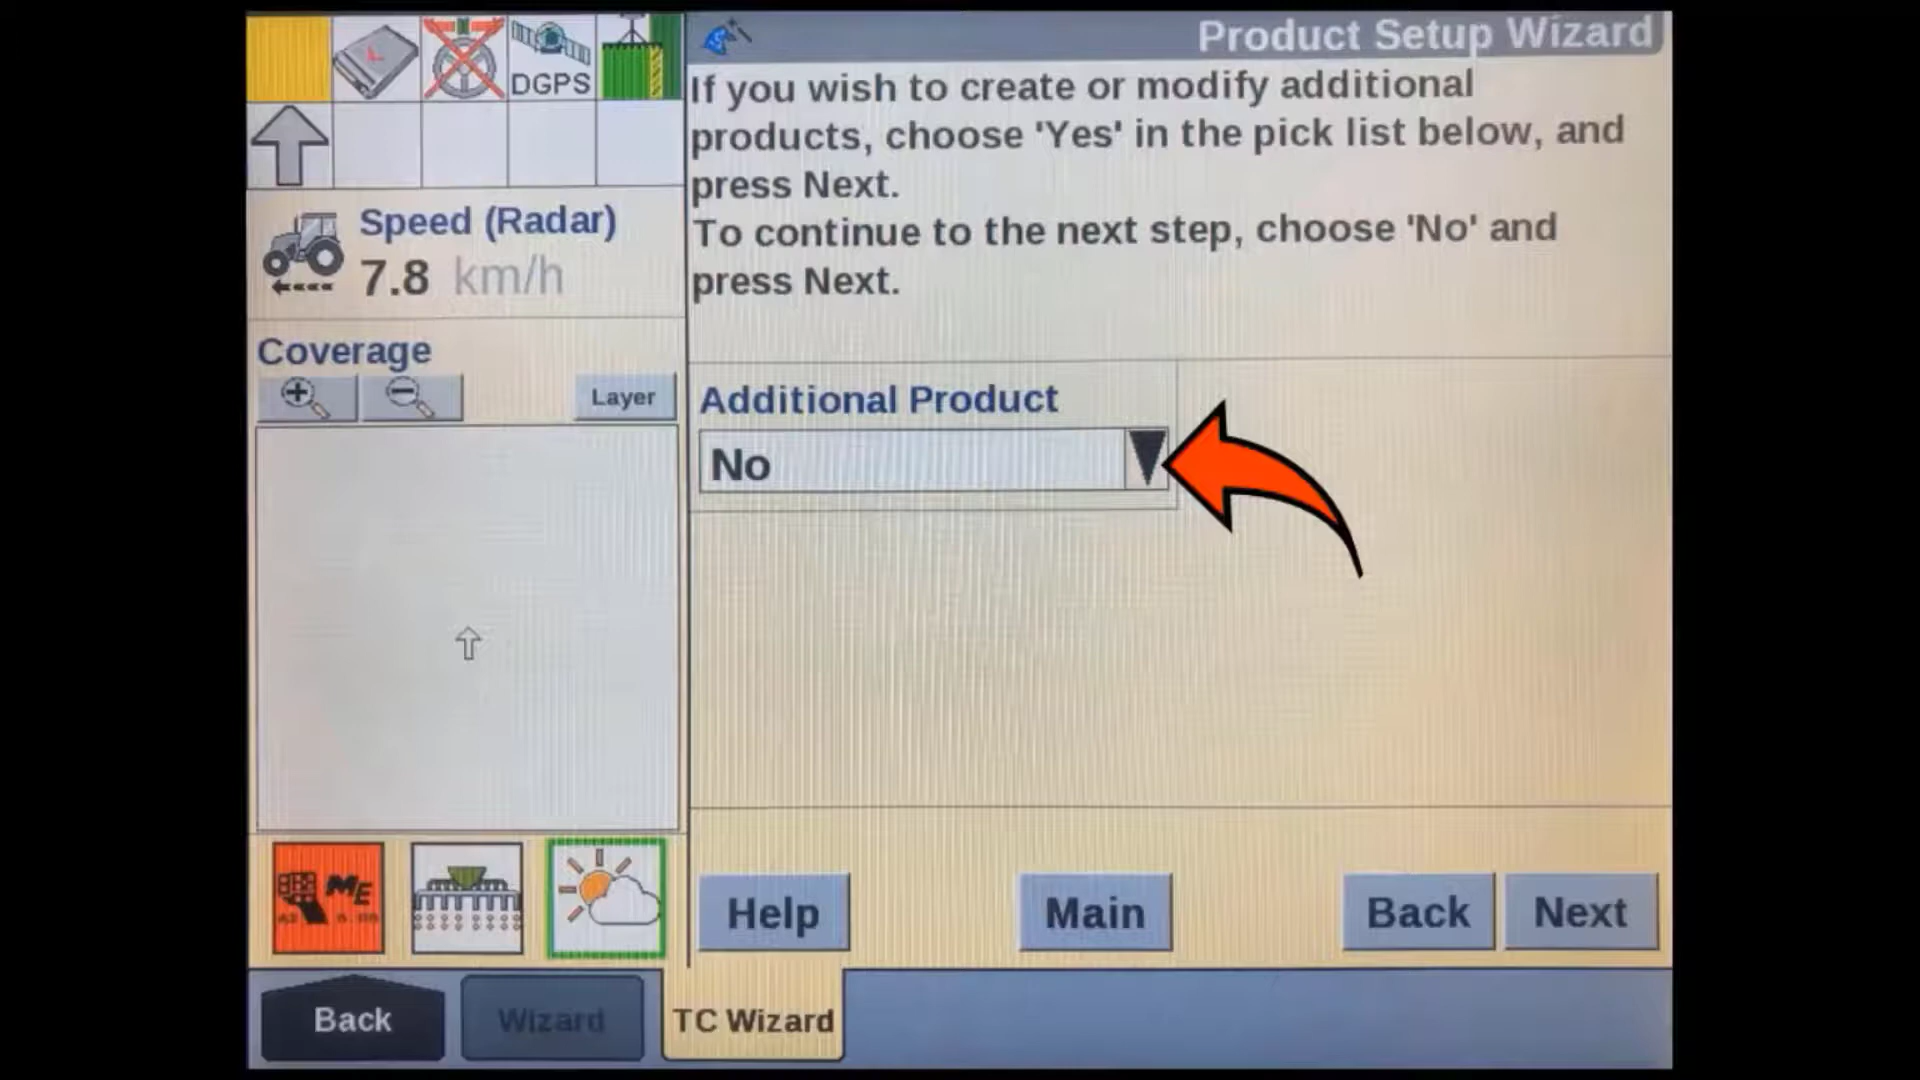 DGPS
Speed (Radar)
7.8 km/h
Coverage
Layer
ME
Back
Wizard
TC Wizard
Product Setup Wizard
If you wish to create or modify additional
products, choose 'Yes' in the pick list below, and
press Next.
To continue to the next step, choose 'No' and
press Next.
Additional Product
No
Help
Main
Back
Next